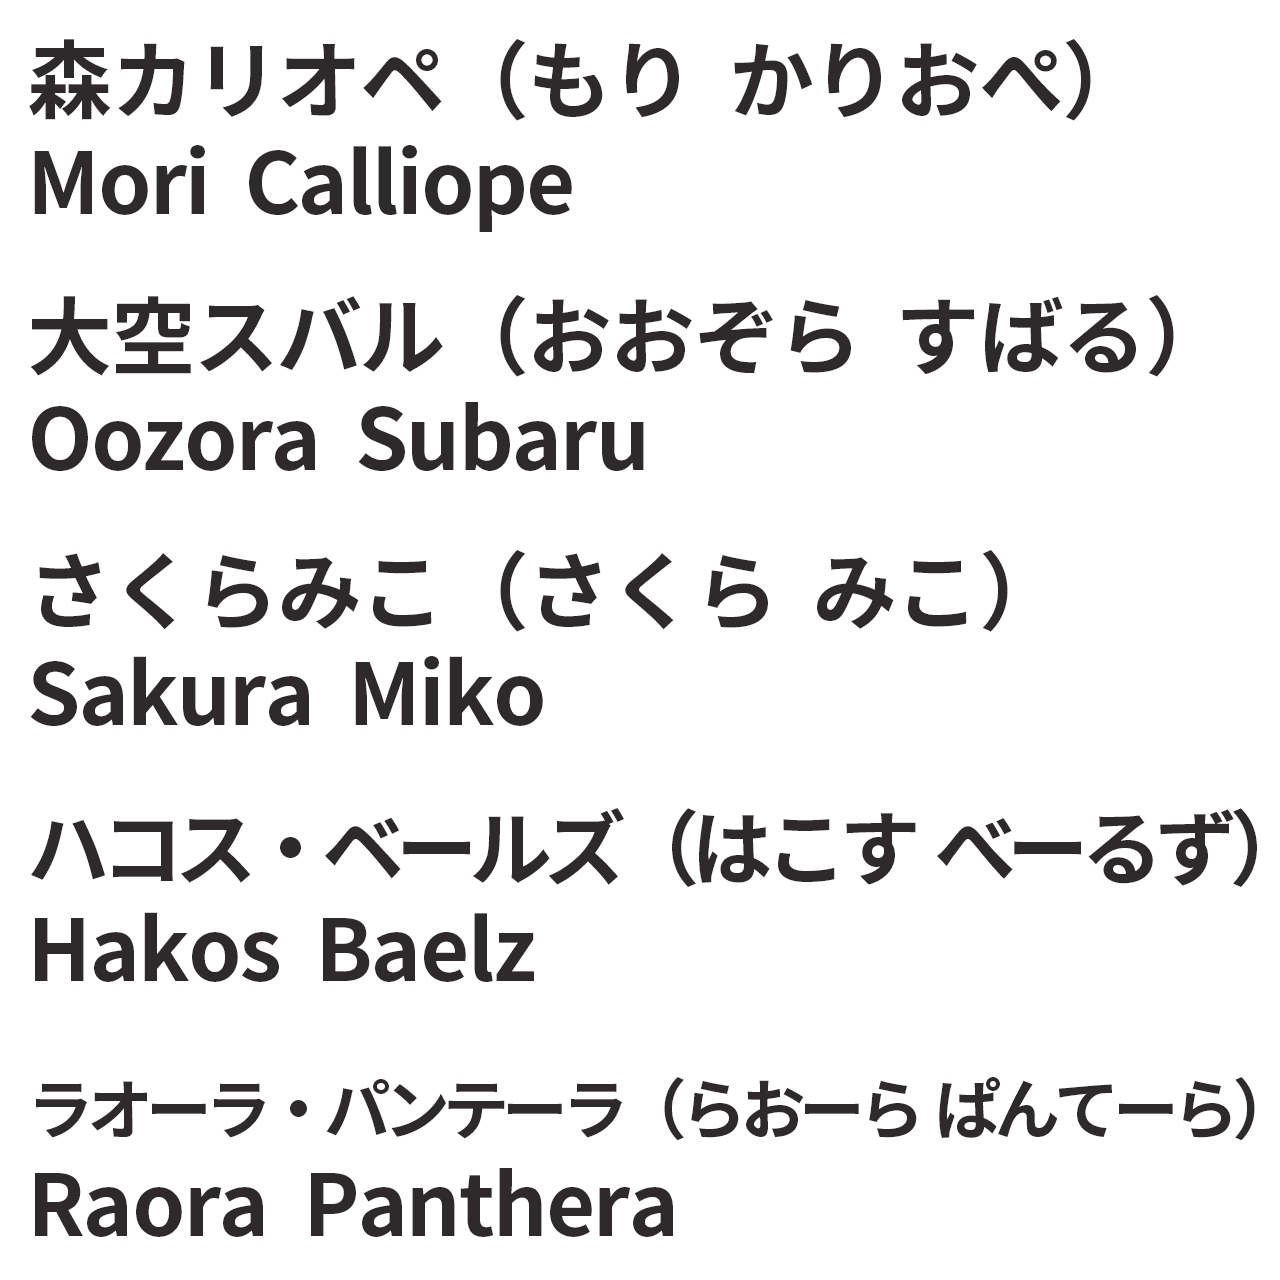 森カリオペ（もり かりおぺ）
Mori Calliope
大空スバル（おおぞら すばる）
Oozora Subaru
さくらみこ（さくら みこ）
Sakura Miko
ハコス・ベールズ（はこす べーるず）
Hakos Baelz
ラオーラ・パンテーラ（らおーら ぱんてーら）
Raora Panthera